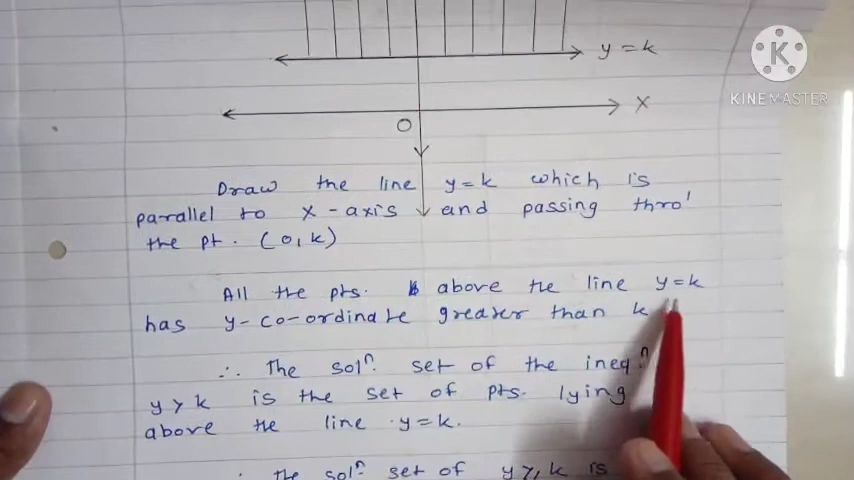 y = k
X
O
KINEMASTER
Draw the line y = k which is
parallel to X-axis and passing thro'
the pt. (0, k)
All the pts. above the line y = k
has y-co-ordinate greater than k
∴ The solⁿ. set of the ineqⁿ.
y > k is the set of pts. lying
above the line y = k.
∴ The solⁿ set of y ≥ k is